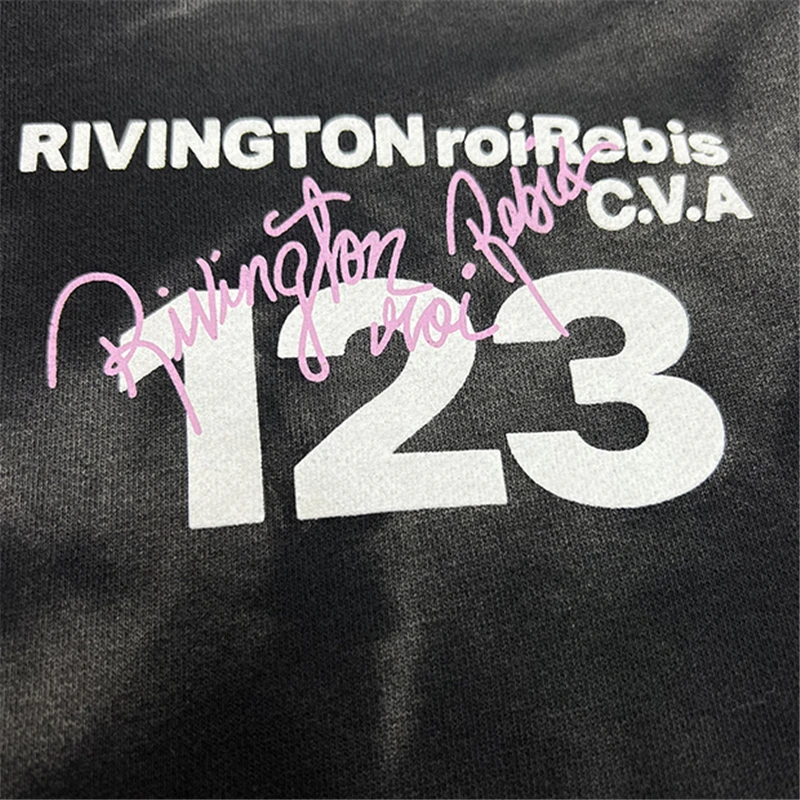 RIVINGTON roiRebis
C.V.A
Rivington
roi Rebis
123